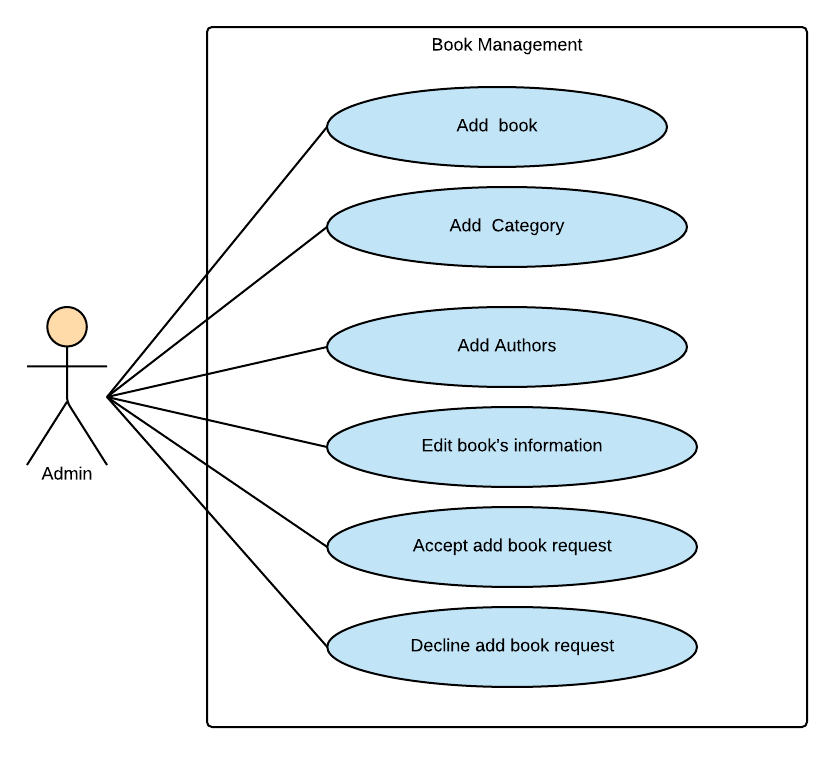 Book Management
Add  book
Add  Category
Add Authors
Edit book's information
Admin
Accept add book request
Decline add book request